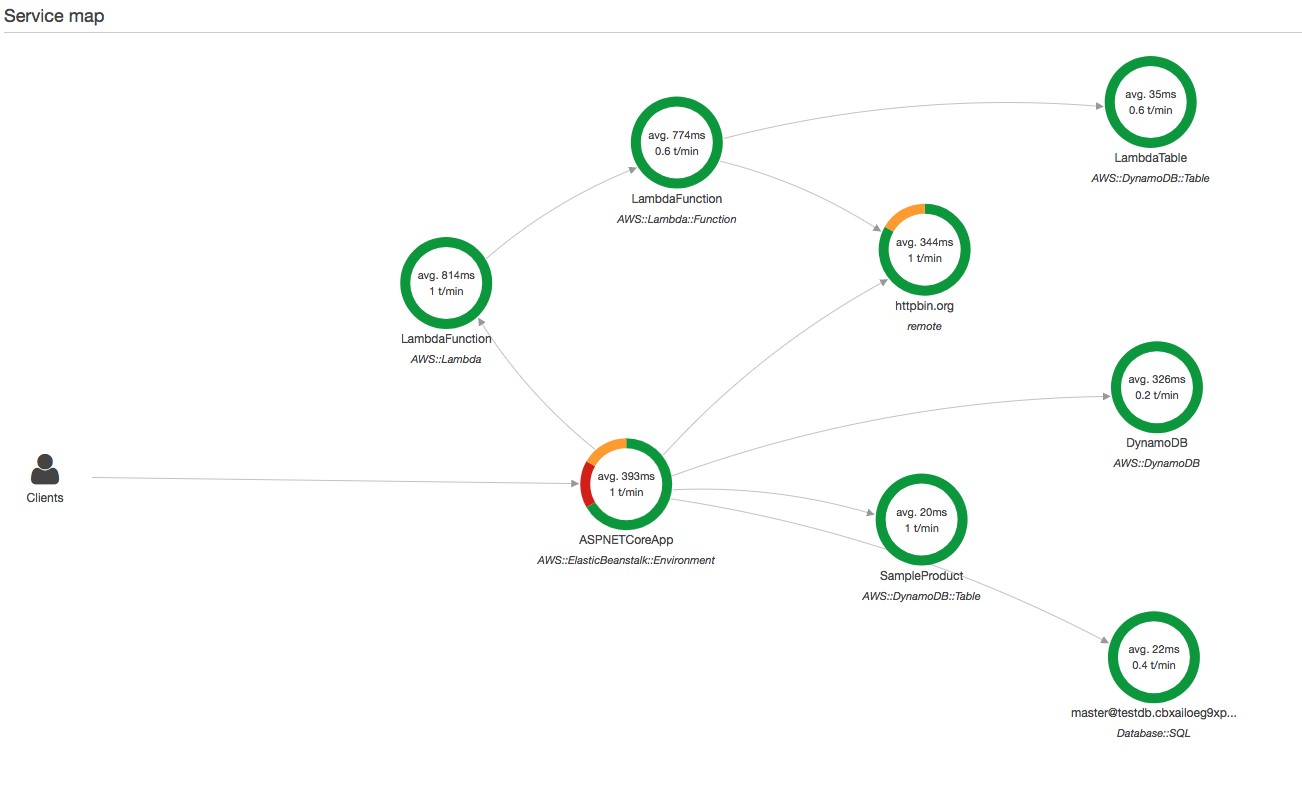 Service map
avg. 35ms
0.6 t/min
LambdaTable
AWS::DynamoDB::Table
avg. 774ms
0.6 t/min
LambdaFunction
AWS::Lambda::Function
avg. 344ms
1 t/min
httpbin.org
remote
avg. 814ms
1 t/min
LambdaFunction
AWS::Lambda
avg. 326ms
0.2 t/min
DynamoDB
AWS::DynamoDB
Clients
avg. 393ms
1 t/min
ASPNETCoreApp
AWS::ElasticBeanstalk::Environment
avg. 20ms
1 t/min
SampleProduct
AWS::DynamoDB::Table
avg. 22ms
0.4 t/min
master@testdb.cbxailoeg9xp...
Database::SQL